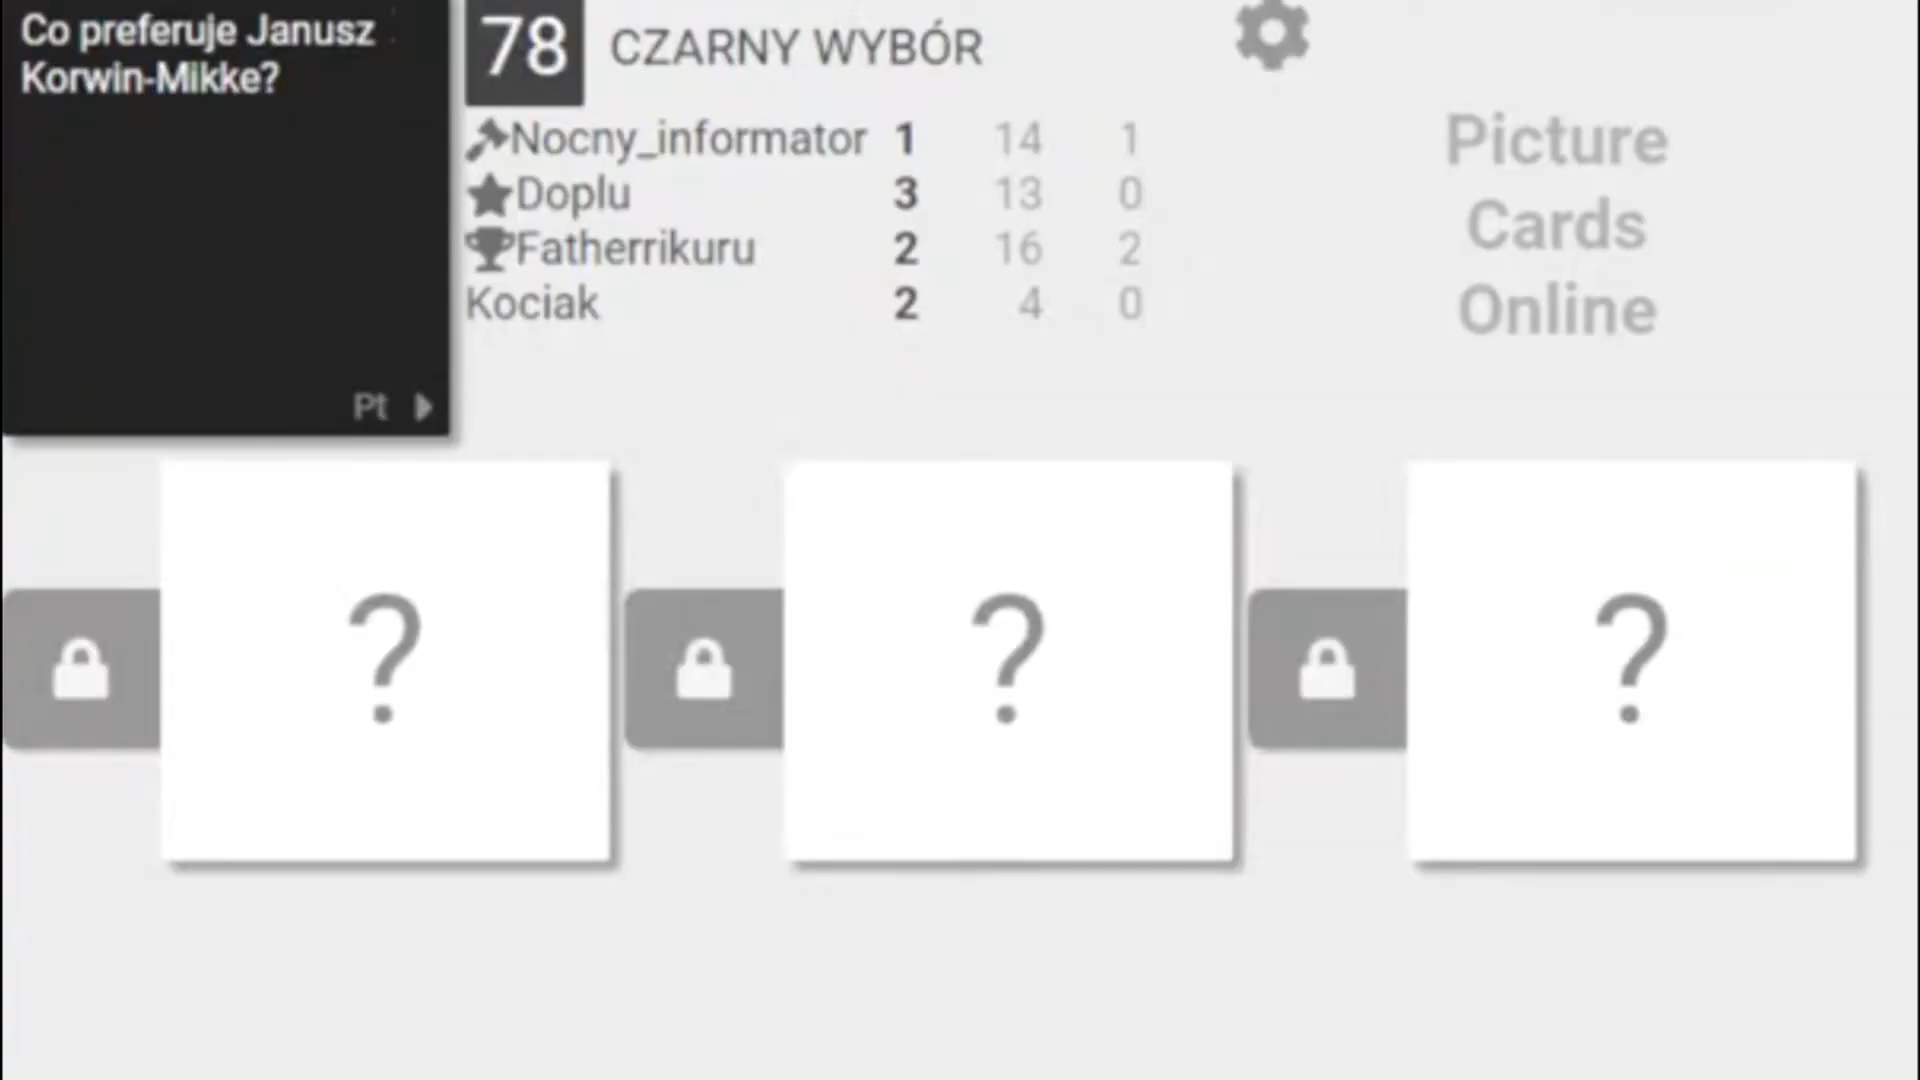 Co preferuje Janusz
Korwin-Mikke?
Pt
78 CZARNY WYBÓR
Nocny_informator 1 14 1
Doplu 3 13 0
Fatherrikuru 2 16 2
Kociak 2 4 0
Picture
Cards
Online
? ? ?